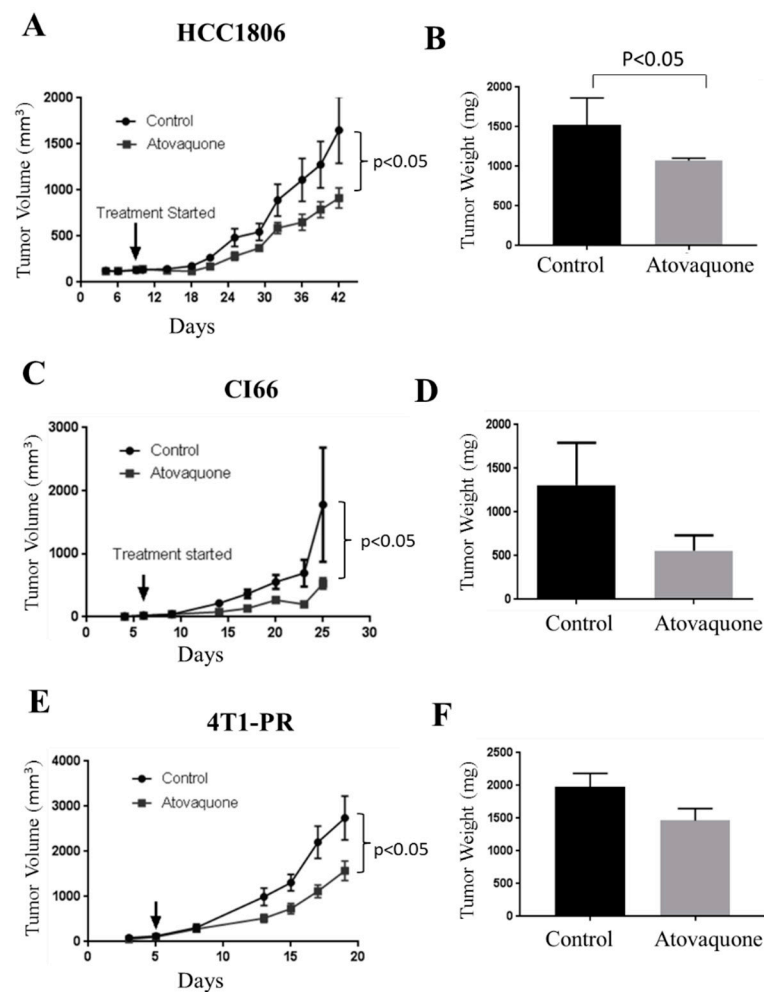 A
HCC1806
Tumor Volume (mm³)
2000
1500
1000
500
0
Control
Atovaquone
Treatment Started
p<0.05
0 6 12 18 24 30 36 42
Days
B
P<0.05
Tumor Weight (mg)
2000
1500
1000
500
0
Control Atovaquone
C
CI66
Tumor Volume (mm³)
3000
2000
1000
0
Control
Atovaquone
Treatment started
p<0.05
0 5 10 15 20 25 30
Days
D
Tumor Weight (mg)
2000
1500
1000
500
0
Control Atovaquone
E
4T1-PR
Tumor Volume (mm³)
4000
3000
2000
1000
0
Control
Atovaquone
p<0.05
0 5 10 15 20
Days
F
Tumor Weight (mg)
2500
2000
1500
1000
500
0
Control Atovaquone